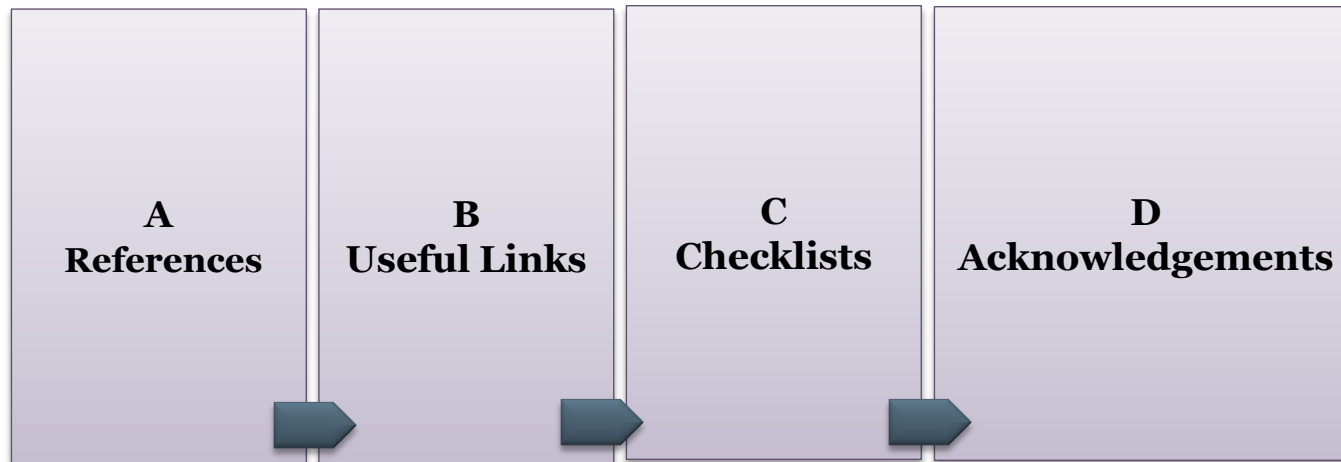 A
References
B
Useful Links
C
Checklists
D
Acknowledgements